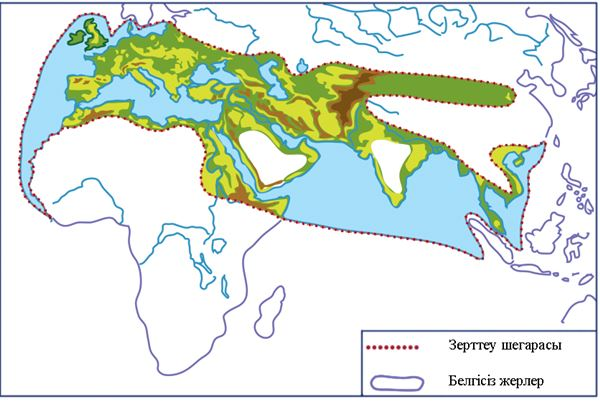 Зерттеу шегарасы
Белгісіз жерлер